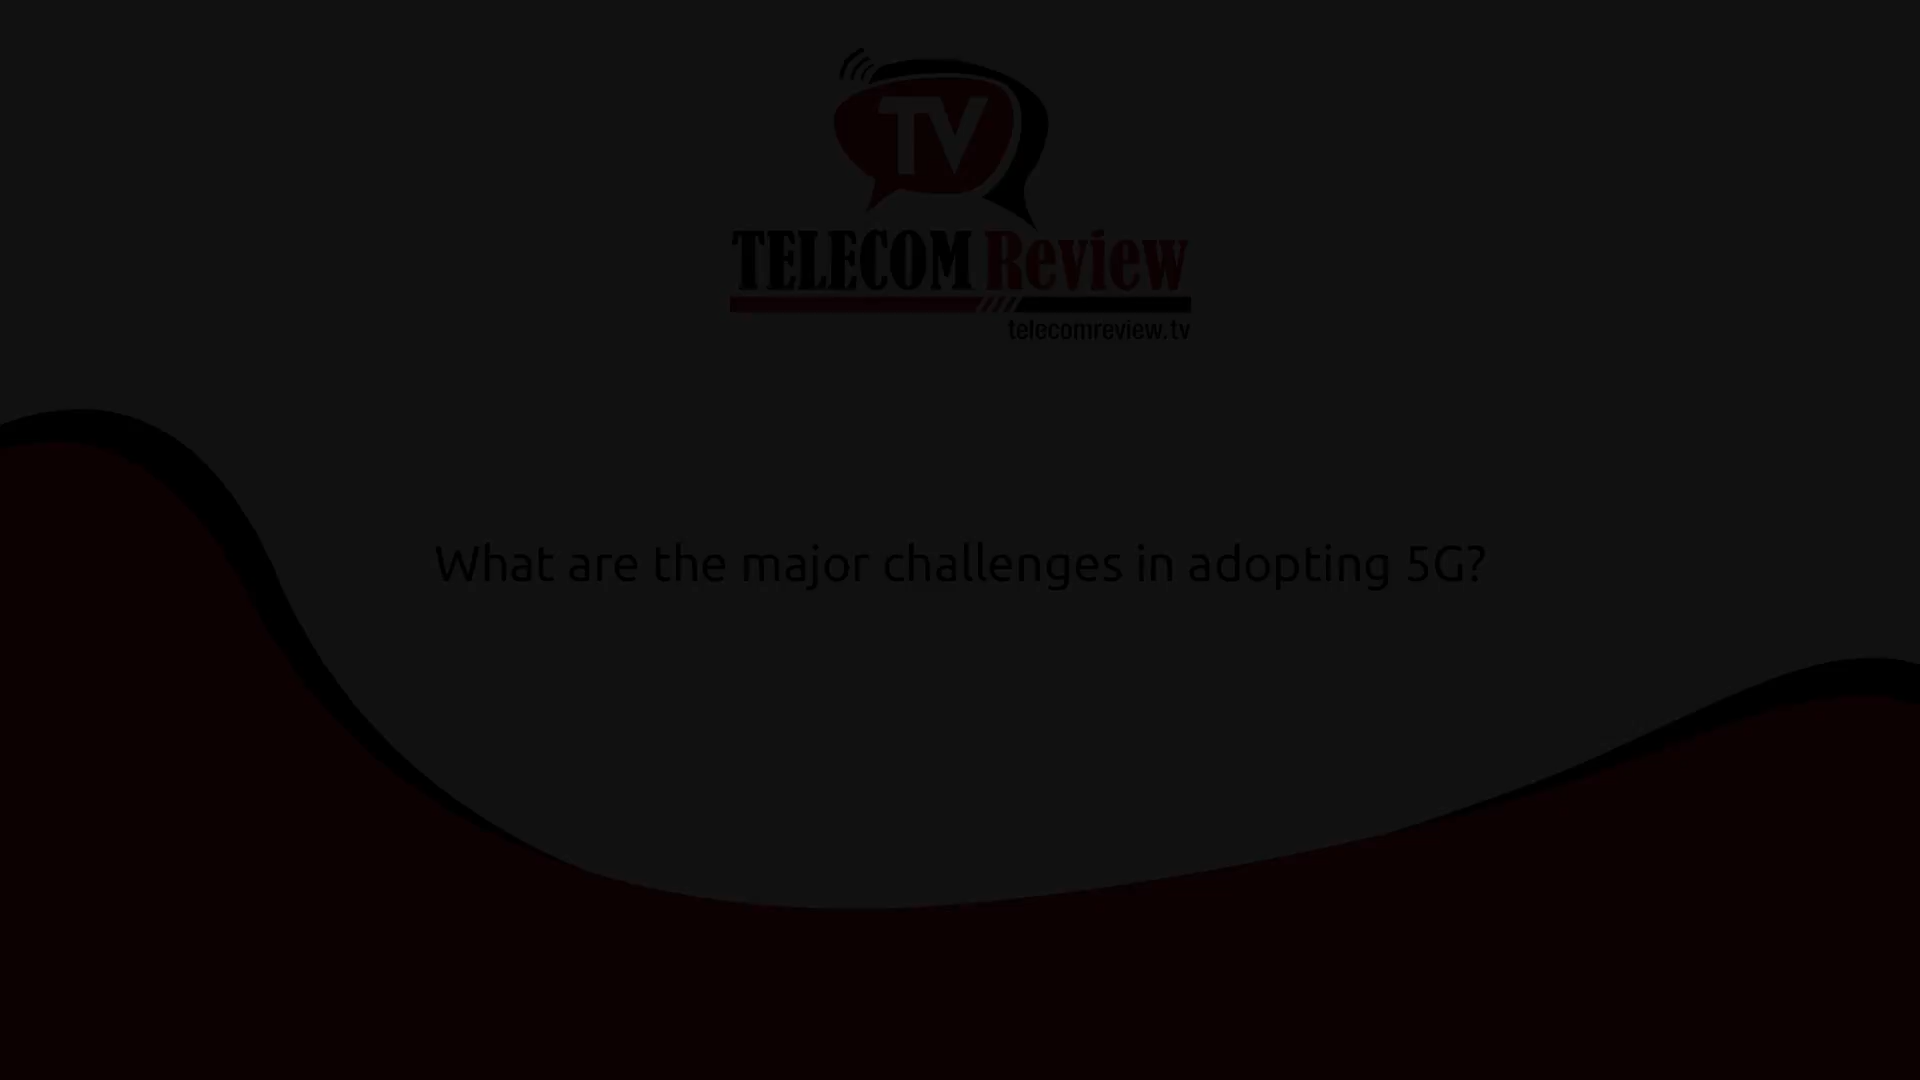 TV
TELECOM Review
telecomreview.tv
What are the major challenges in adopting 5G?